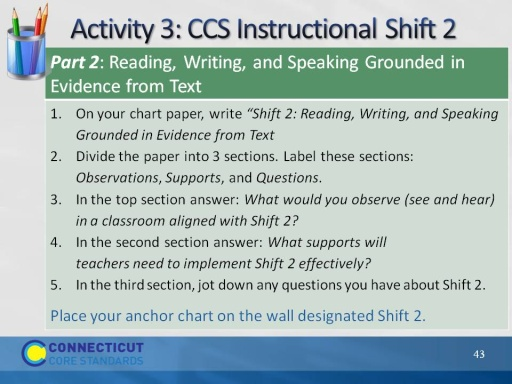 Activity 3: CCS Instructional Shift 2
Part 2: Reading, Writing, and Speaking Grounded in
Evidence from Text
1. On your chart paper, write “Shift 2: Reading, Writing, and Speaking
Grounded in Evidence from Text
2. Divide the paper into 3 sections. Label these sections:
Observations, Supports, and Questions.
3. In the top section answer: What would you observe (see and hear)
in a classroom aligned with Shift 2?
4. In the second section answer: What supports will
teachers need to implement Shift 2 effectively?
5. In the third section, jot down any questions you have about Shift 2.
Place your anchor chart on the wall designated Shift 2.
CONNECTICUT
CORE STANDARDS
43